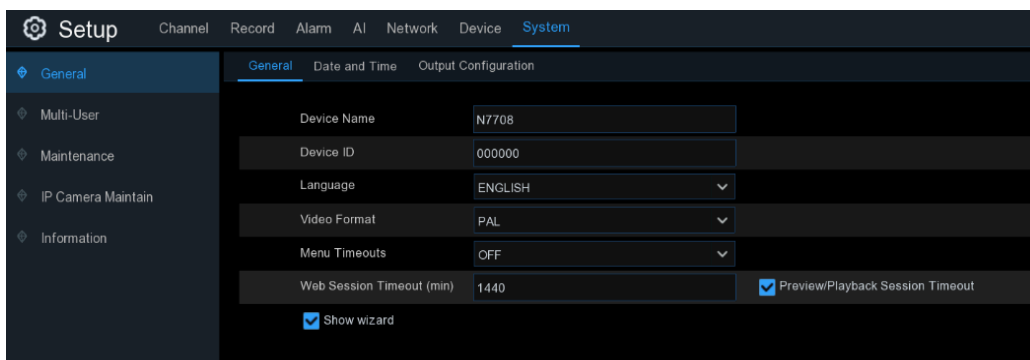 Setup Channel Record Alarm AI Network Device System
General
Multi-User
Maintenance
IP Camera Maintain
Information
General Date and Time Output Configuration
Device Name N7708
Device ID 000000
Language ENGLISH
Video Format PAL
Menu Timeouts OFF
Web Session Timeout (min) 1440 Preview/Playback Session Timeout
Show wizard